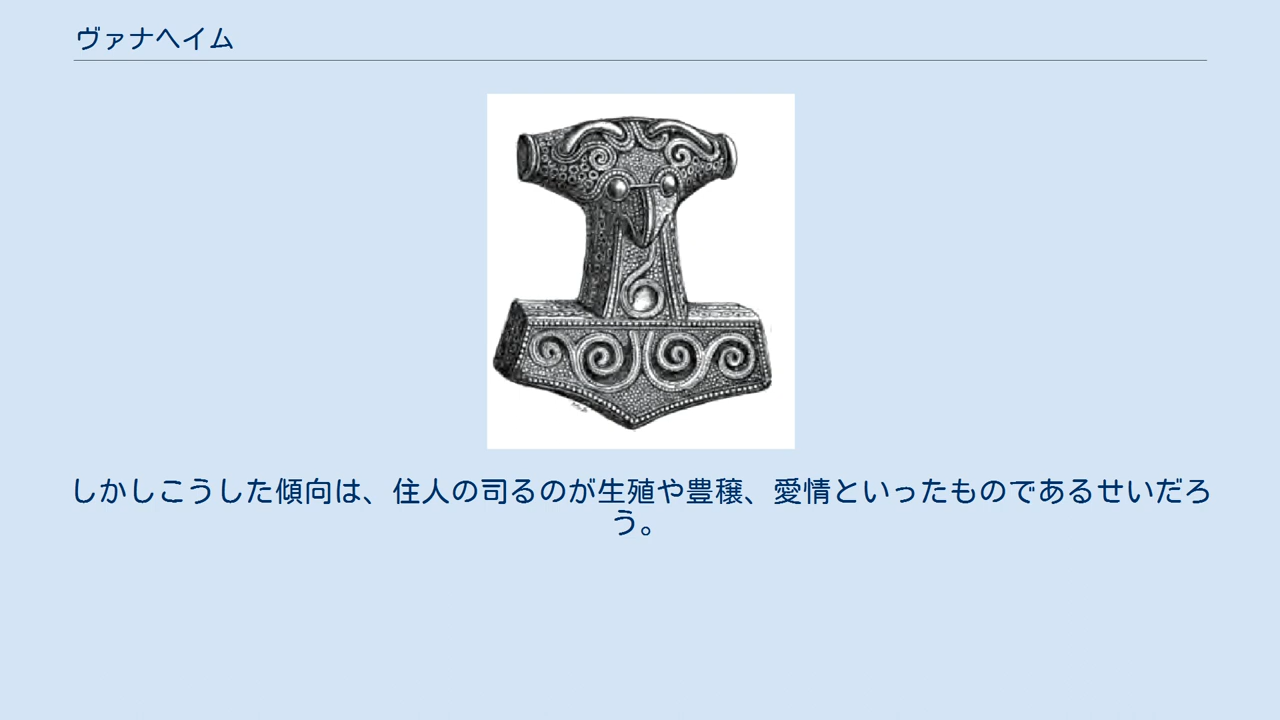 ヴァナヘイム
しかしこうした傾向は、住人の司るのが生殖や豊穣、愛情といったものであるせいだろ
う。